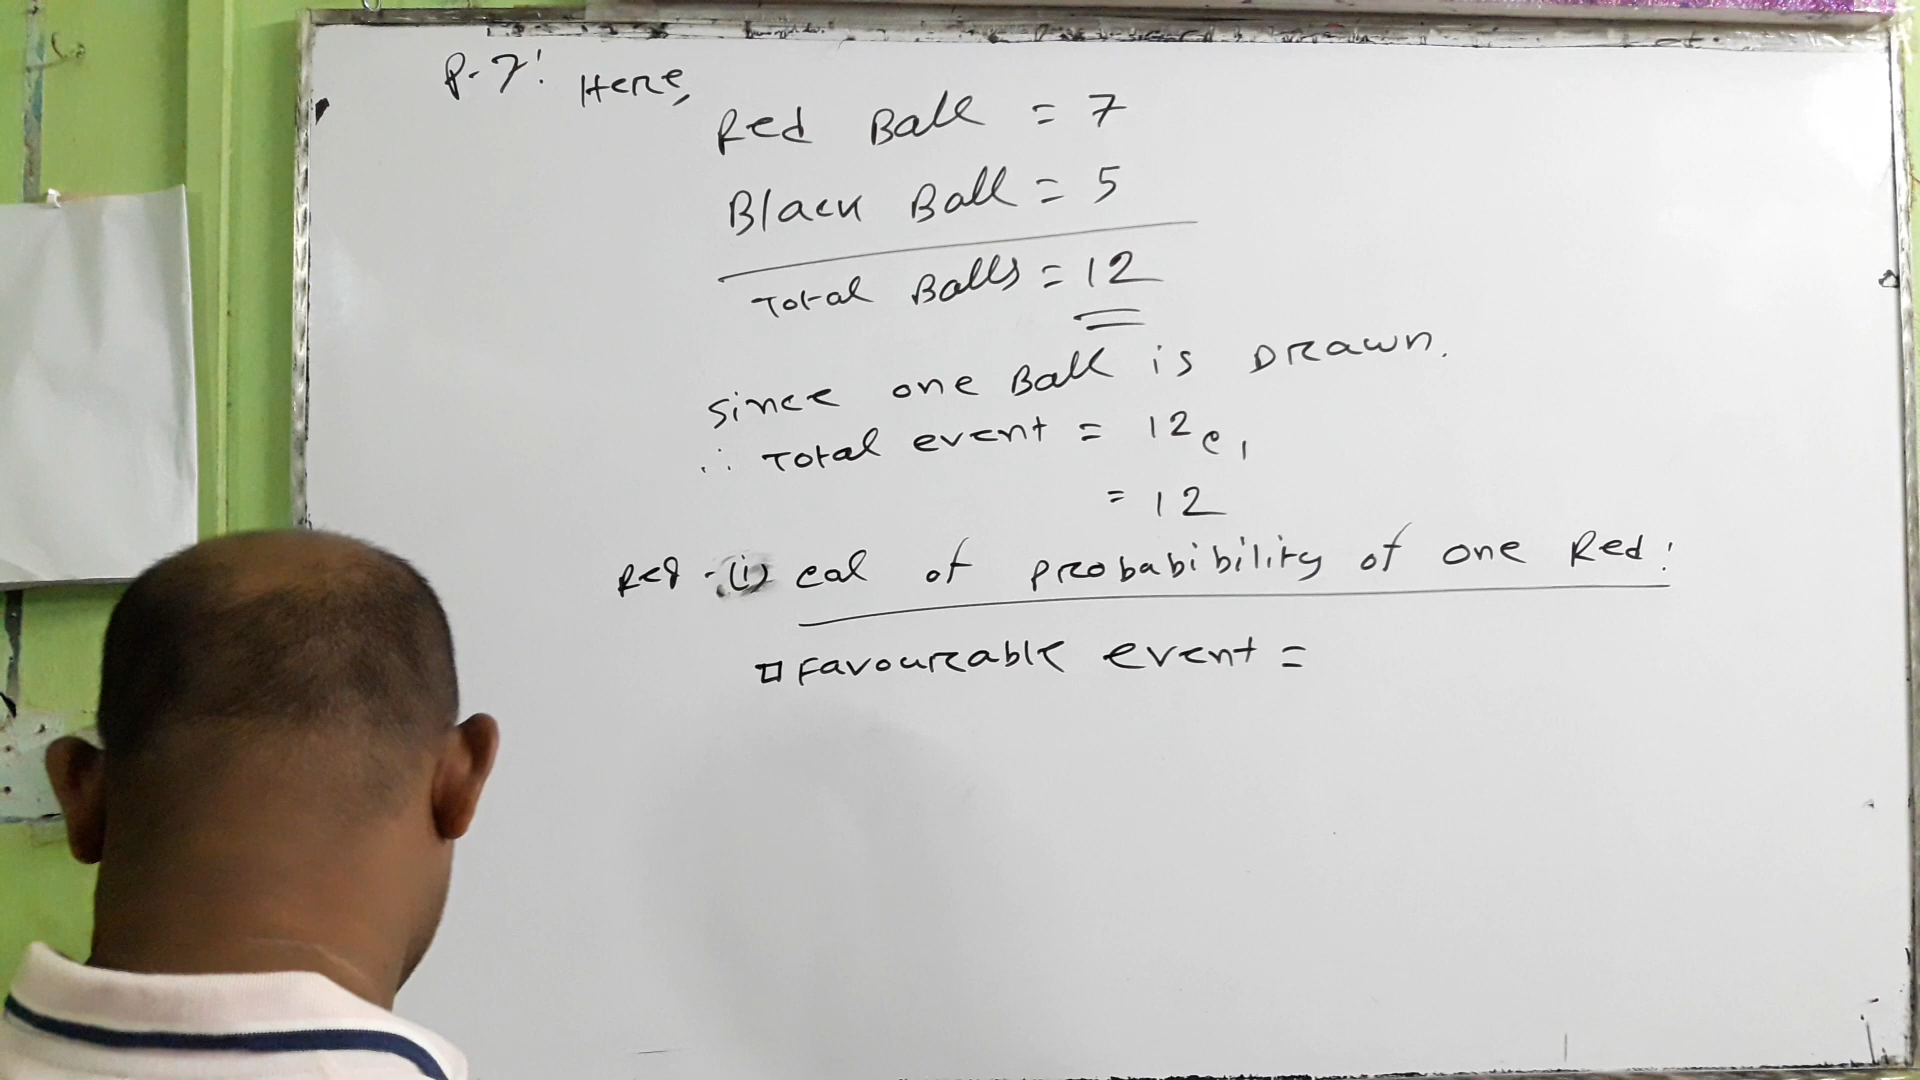 P-7: Here,
Red Ball = 7
Black Ball = 5
Total Balls = 12
Since one Ball is Drawn.
∴ Total event = 12c1
= 12
Req-(i) cal of probabibility of one Red:
Favourable event =